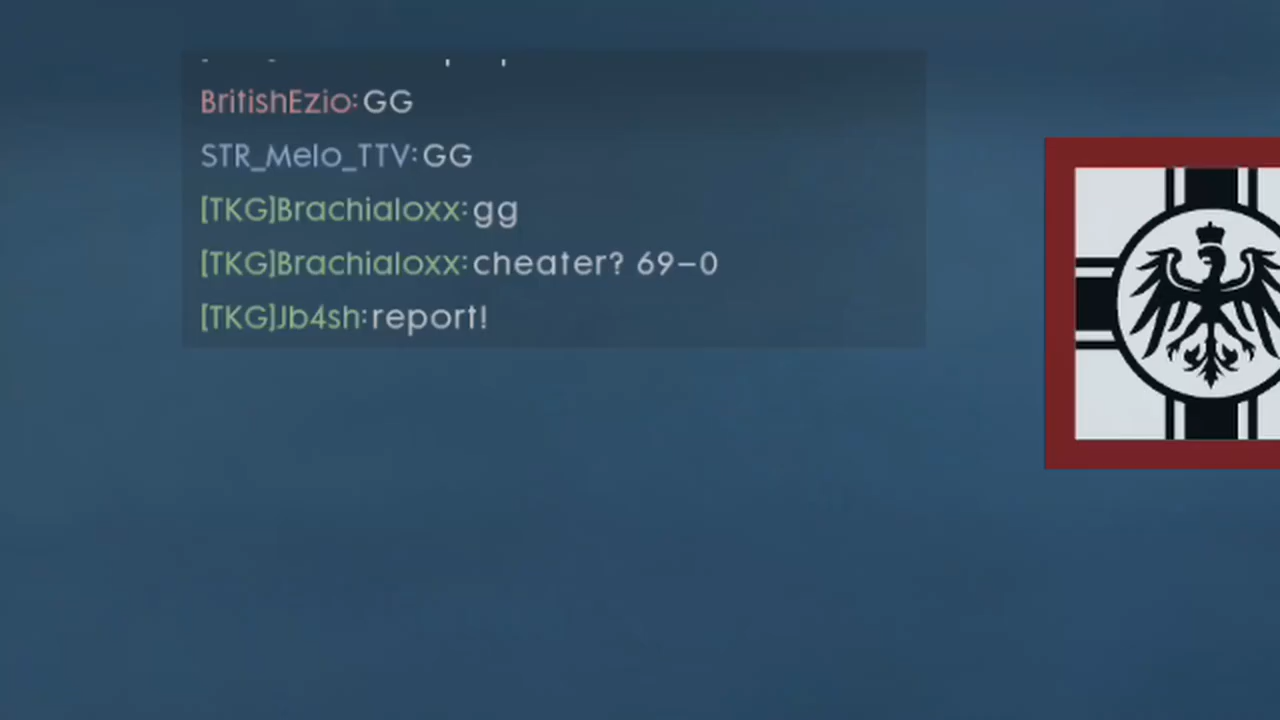 BritishEzio: GG
STR_Melo_TTV: GG
[TKG]Brachialoxx: gg
[TKG]Brachialoxx: cheater? 69-0
[TKG]Jb4sh: report!